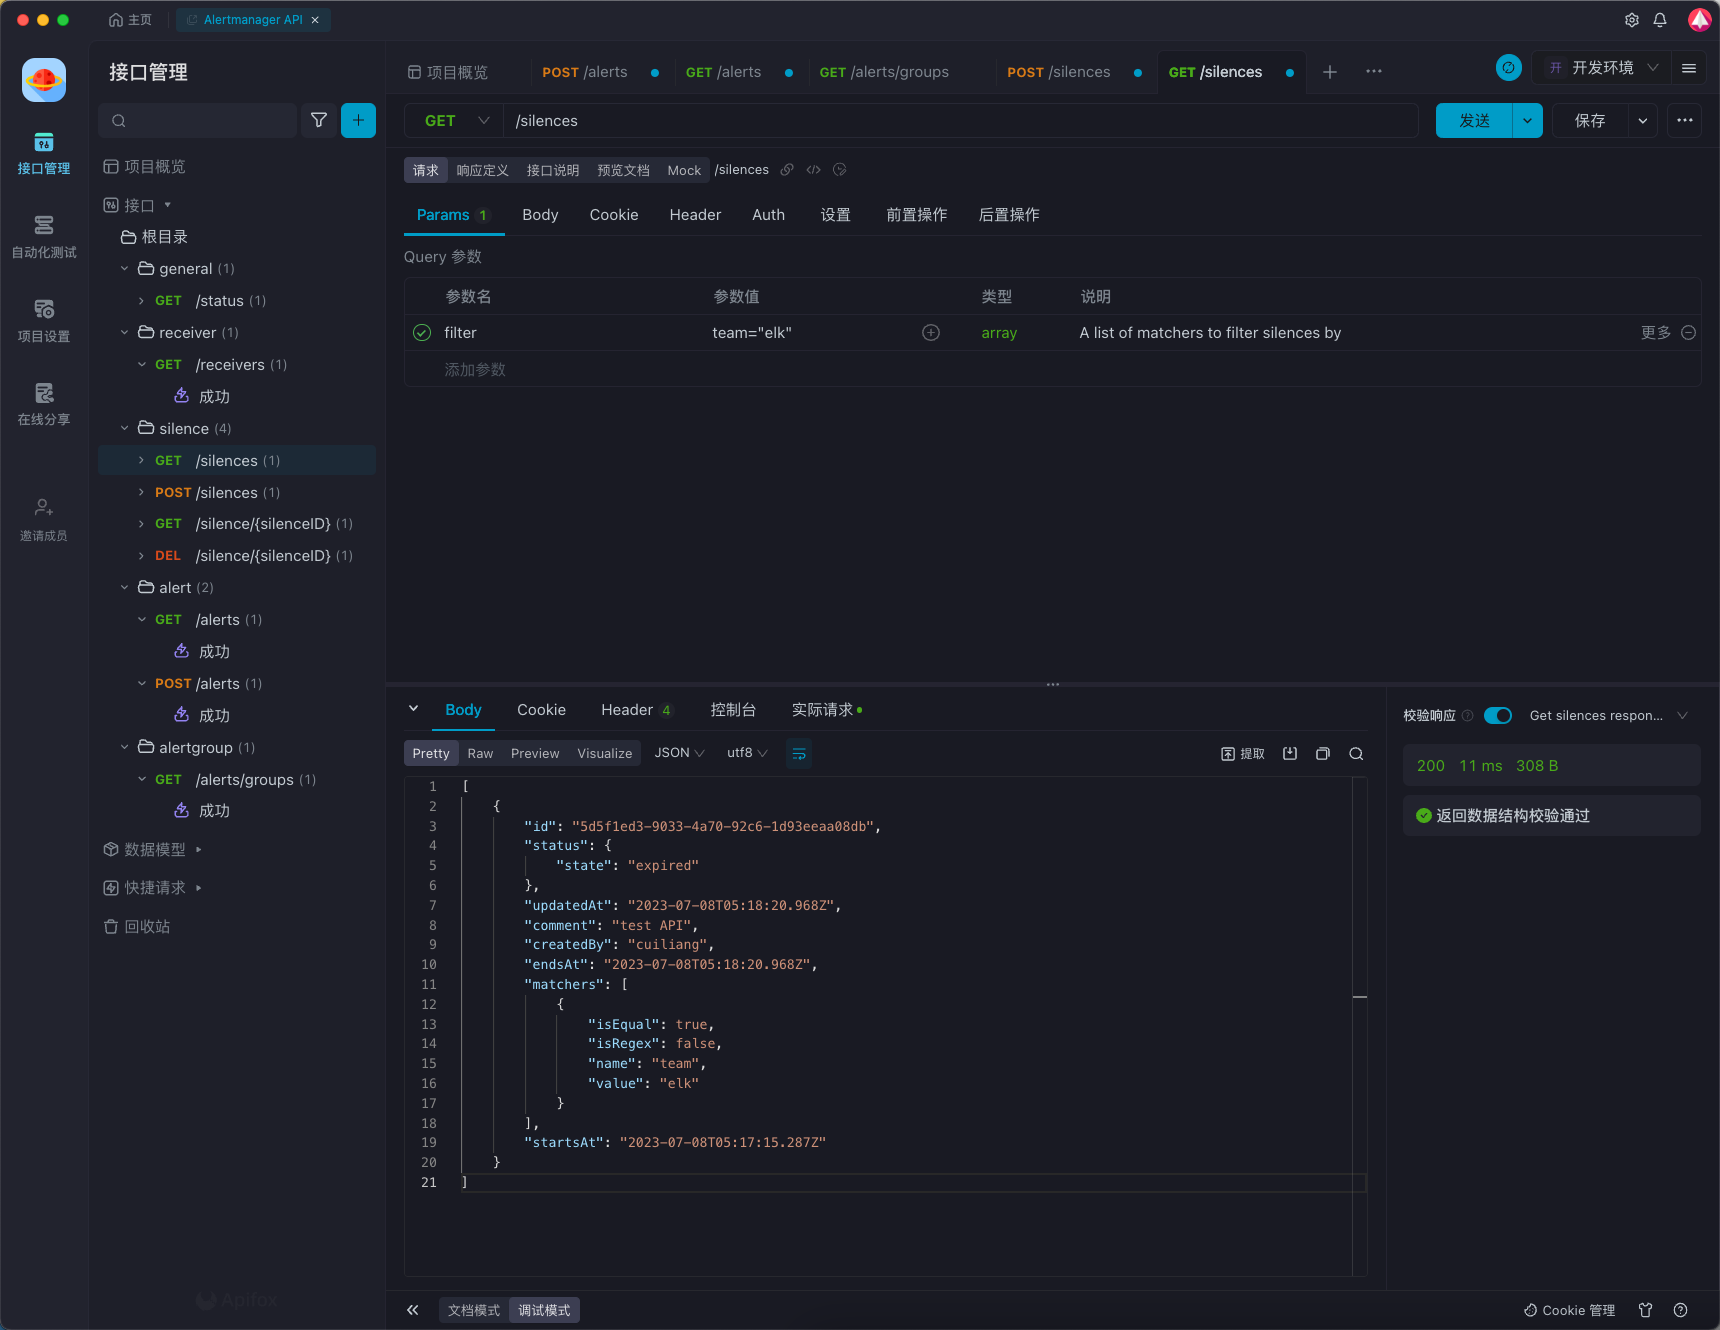 主页
Alertmanager API
接口管理
自动化测试
项目设置
在线分享
邀请成员
接口管理
项目概览
接口
根目录
general (1)
GET /status (1)
receiver (1)
GET /receivers (1)
成功
silence (4)
GET /silences (1)
POST /silences (1)
GET /silence/{silenceID} (1)
DEL /silence/{silenceID} (1)
alert (2)
GET /alerts (1)
成功
POST /alerts (1)
成功
alertgroup (1)
GET /alerts/groups (1)
成功
数据模型
快捷请求
回收站
Apifox
项目概览 POST /alerts GET /alerts GET /alerts/groups POST /silences GET /silences
开 开发环境
GET /silences 发送 保存
请求 响应定义 接口说明 预览文档 Mock /silences
Params 1 Body Cookie Header Auth 设置 前置操作 后置操作
Query 参数
参数名 参数值 类型 说明
filter team="elk" array A list of matchers to filter silences by 更多
添加参数
Body Cookie Header 4 控制台 实际请求
Pretty Raw Preview Visualize JSON utf8 提取
1 [
2 {
3 "id": "5d5f1ed3-9033-4a70-92c6-1d93eeaa08db",
4 "status": {
5 "state": "expired"
6 },
7 "updatedAt": "2023-07-08T05:18:20.968Z",
8 "comment": "test API",
9 "createdBy": "cuiliang",
10 "endsAt": "2023-07-08T05:18:20.968Z",
11 "matchers": [
12 {
13 "isEqual": true,
14 "isRegex": false,
15 "name": "team",
16 "value": "elk"
17 }
18 ],
19 "startsAt": "2023-07-08T05:17:15.287Z"
20 }
21 ]
校验响应 Get silences respon...
200 11 ms 308 B
返回数据结构校验通过
文档模式 调试模式
Cookie 管理